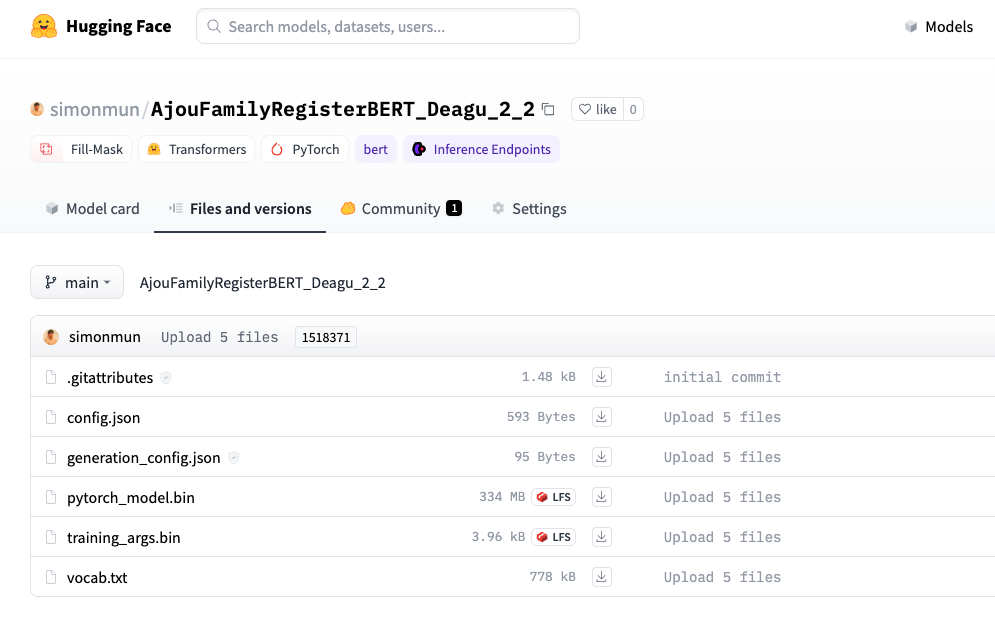 Hugging Face
Search models, datasets, users...
Models
simonmun/AjouFamilyRegisterBERT_Deagu_2_2
like 0
Fill-Mask Transformers PyTorch bert Inference Endpoints
Model card Files and versions Community 1 Settings
main AjouFamilyRegisterBERT_Deagu_2_2
simonmun Upload 5 files 1518371
.gitattributes 1.48 kB initial commit
config.json 593 Bytes Upload 5 files
generation_config.json 95 Bytes Upload 5 files
pytorch_model.bin 334 MB LFS Upload 5 files
training_args.bin 3.96 kB LFS Upload 5 files
vocab.txt 778 kB Upload 5 files